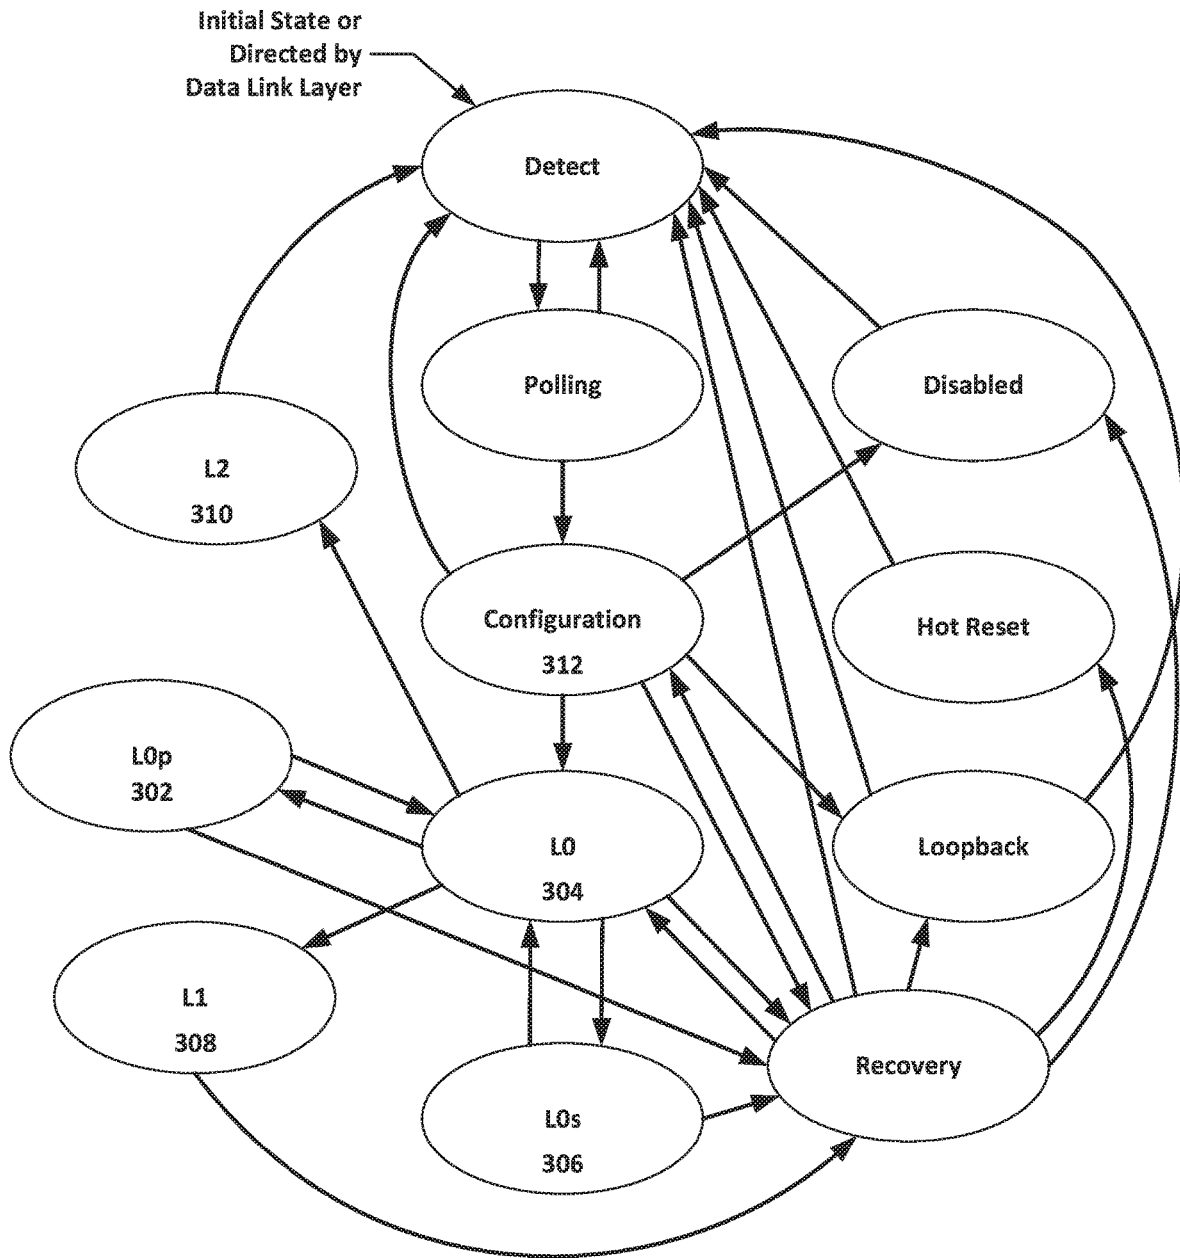 Initial State or
Directed by
Data Link Layer
Detect
Polling
Disabled
L2
310
Configuration
312
Hot Reset
L0p
302
L0
304
Loopback
L1
308
Recovery
L0s
306